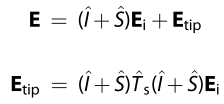 E = (Î + Ŝ)Eᵢ + E_tip
E_tip = (Î + Ŝ)T̂ₛ(Î + Ŝ)Eᵢ